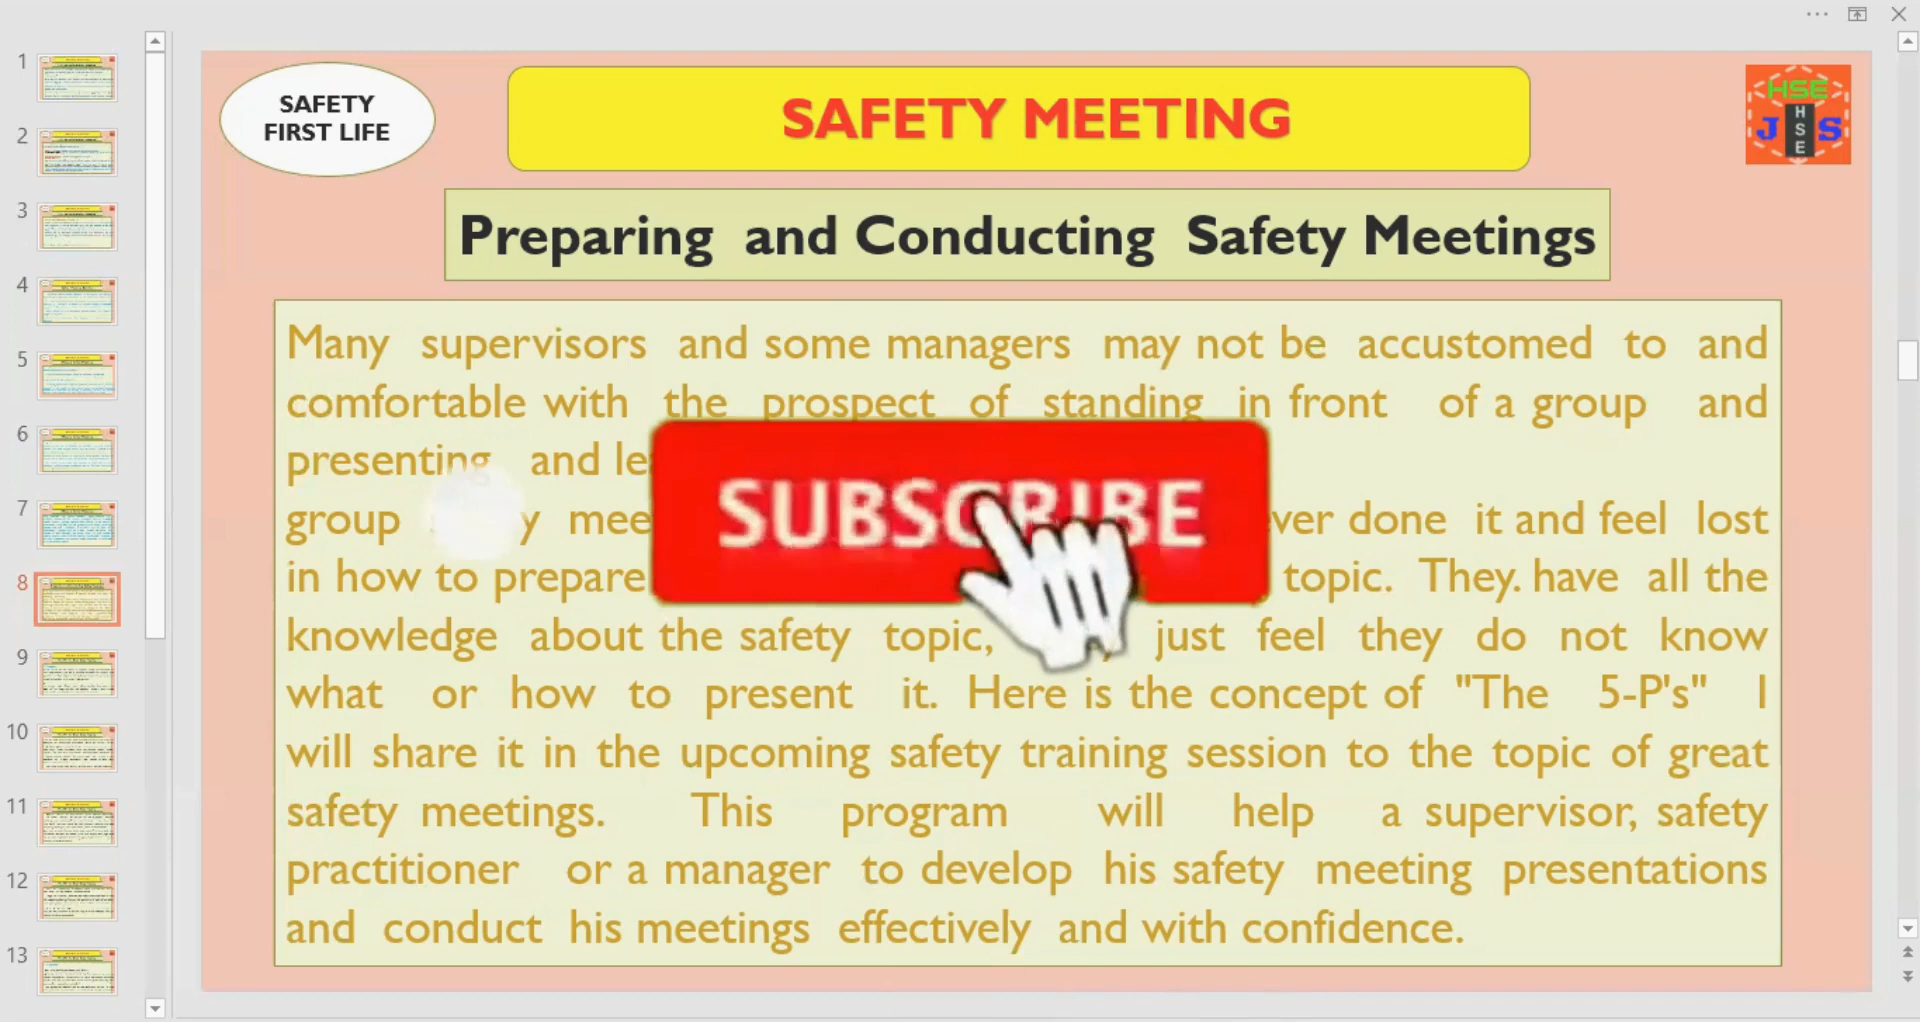 SAFETY
FIRST LIFE
SAFETY MEETING
HSE
J S
H
S
E
Preparing and Conducting Safety Meetings
Many supervisors and some managers may not be accustomed to and
comfortable with the prospect of standing in front of a group and
presenting and
group mee SUBSCRIBE done it and feel lost
in how to prepare topic. They. have all the
knowledge about the safety topic, just feel they do not know
what or how to present it. Here is the concept of "The 5-P's" I
will share it in the upcoming safety training session to the topic of great
safety meetings. This program will help a supervisor, safety
practitioner or a manager to develop his safety meeting presentations
and conduct his meetings effectively and with confidence.
1
2
3
4
5
6
7
8
9
10
11
12
13